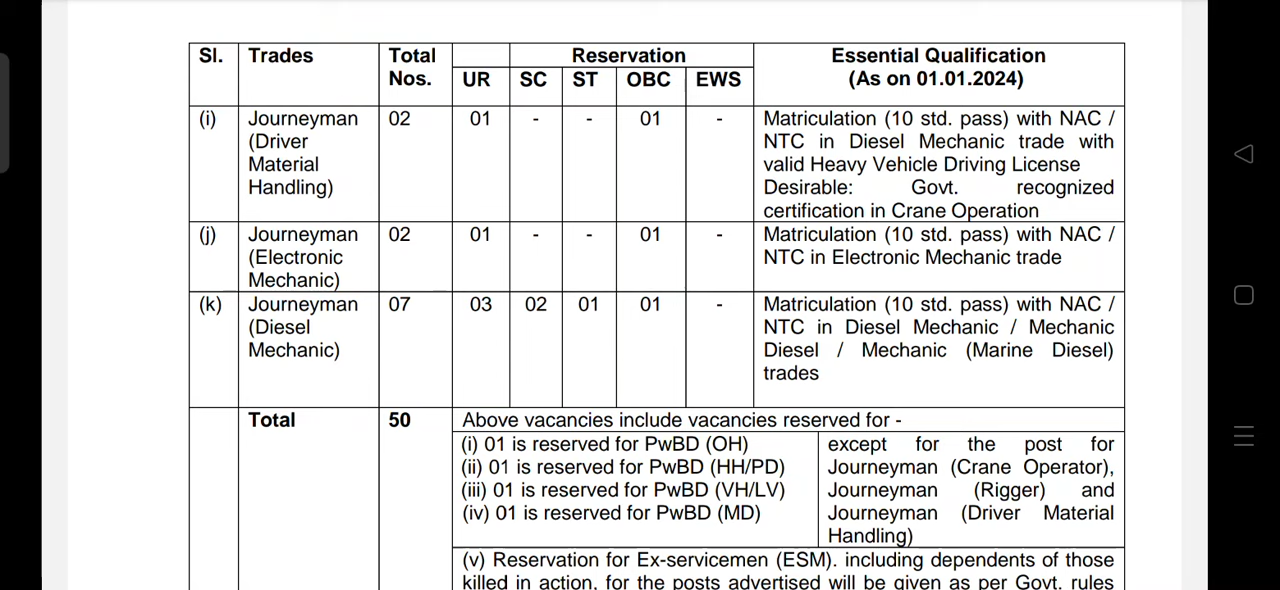 Sl. Trades Total Nos. Reservation Essential Qualification (As on 01.01.2024)
UR SC ST OBC EWS
(i) Journeyman (Driver Material Handling) 02 01 - - 01 - Matriculation (10 std. pass) with NAC /
NTC in Diesel Mechanic trade with
valid Heavy Vehicle Driving License
Desirable: Govt. recognized
certification in Crane Operation
(j) Journeyman (Electronic Mechanic) 02 01 - - 01 - Matriculation (10 std. pass) with NAC /
NTC in Electronic Mechanic trade
(k) Journeyman (Diesel Mechanic) 07 03 02 01 01 - Matriculation (10 std. pass) with NAC /
NTC in Diesel Mechanic / Mechanic
Diesel / Mechanic (Marine Diesel)
trades
Total 50 Above vacancies include vacancies reserved for -
(i) 01 is reserved for PwBD (OH)
(ii) 01 is reserved for PwBD (HH/PD)
(iii) 01 is reserved for PwBD (VH/LV)
(iv) 01 is reserved for PwBD (MD)
except for the post for
Journeyman (Crane Operator),
Journeyman (Rigger) and
Journeyman (Driver Material
Handling)
(v) Reservation for Ex-servicemen (ESM). including dependents of those
killed in action. for the posts advertised will be given as per Govt. rules